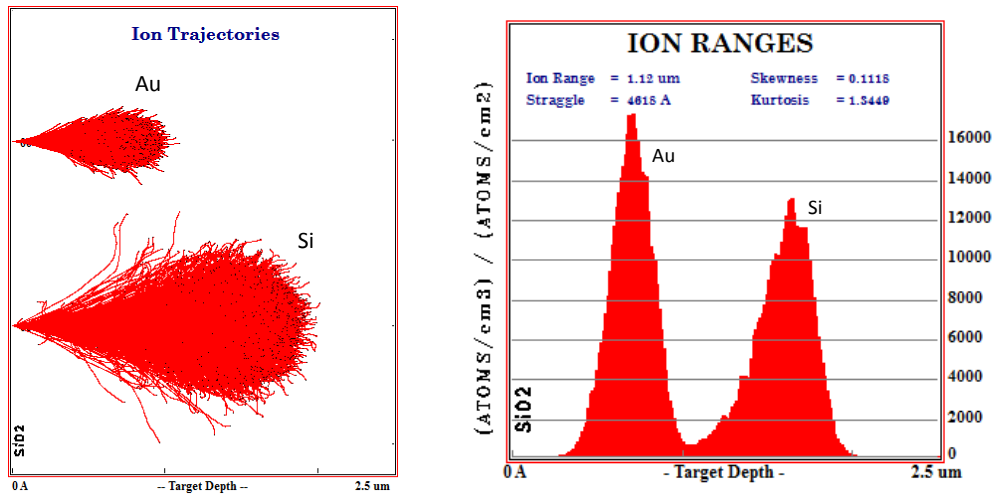 Ion Trajectories
Au
Si
SiO2
0 A
-- Target Depth --
2.5 um
ION RANGES
Ion Range = 1.12 um
Skewness = 0.1115
Straggle = 4615 A
Kurtosis = 1.3449
(ATOMS/cm3) / (ATOMS/cm2)
Au
Si
16000
14000
12000
10000
8000
6000
4000
2000
0
SiO2
0 A
- Target Depth -
2.5 um